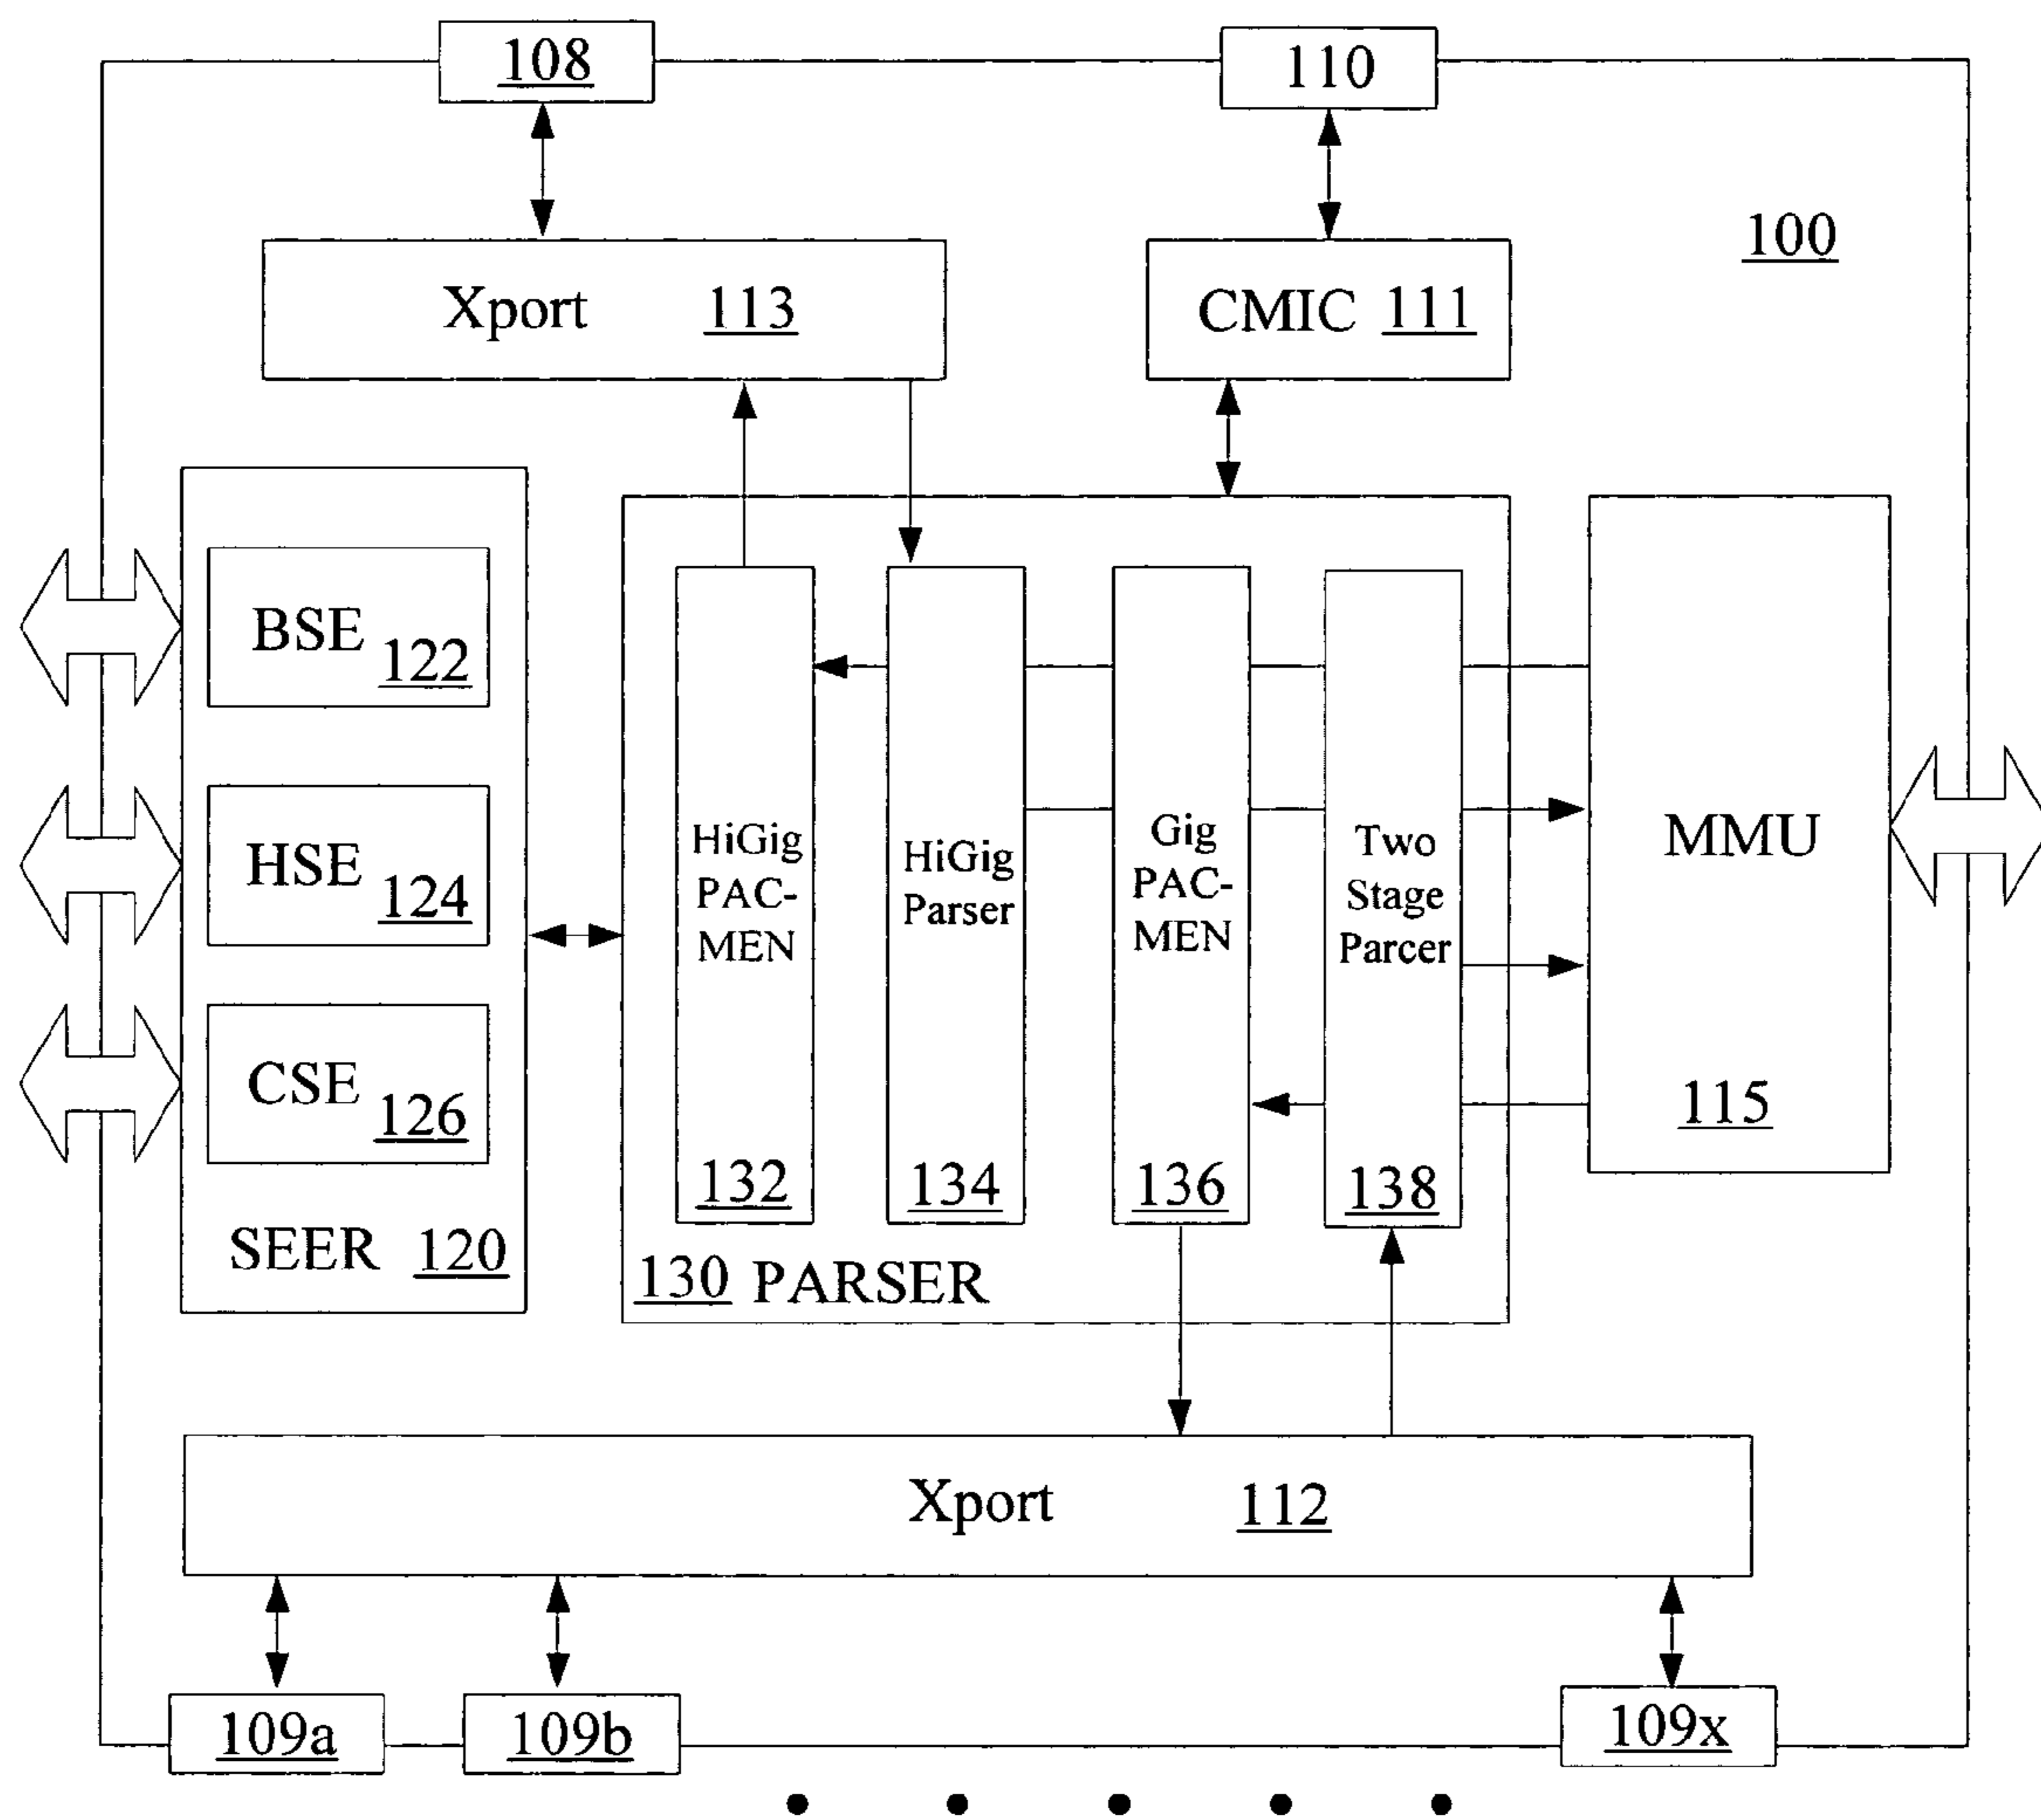 108
110
100
Xport 113
CMIC 111
BSE 122
HSE 124
CSE 126
SEER 120
HiGig
PAC-
MEN
132
HiGig
Parser
134
Gig
PAC-
MEN
136
Two
Stage
Parcer
138
130 PARSER
MMU
115
Xport 112
109a
109b
109x